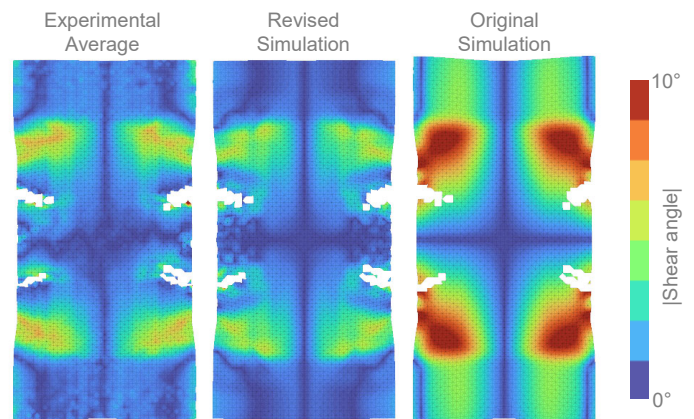 Experimental
Average
Revised
Simulation
Original
Simulation
10°
|Shear angle|
0°